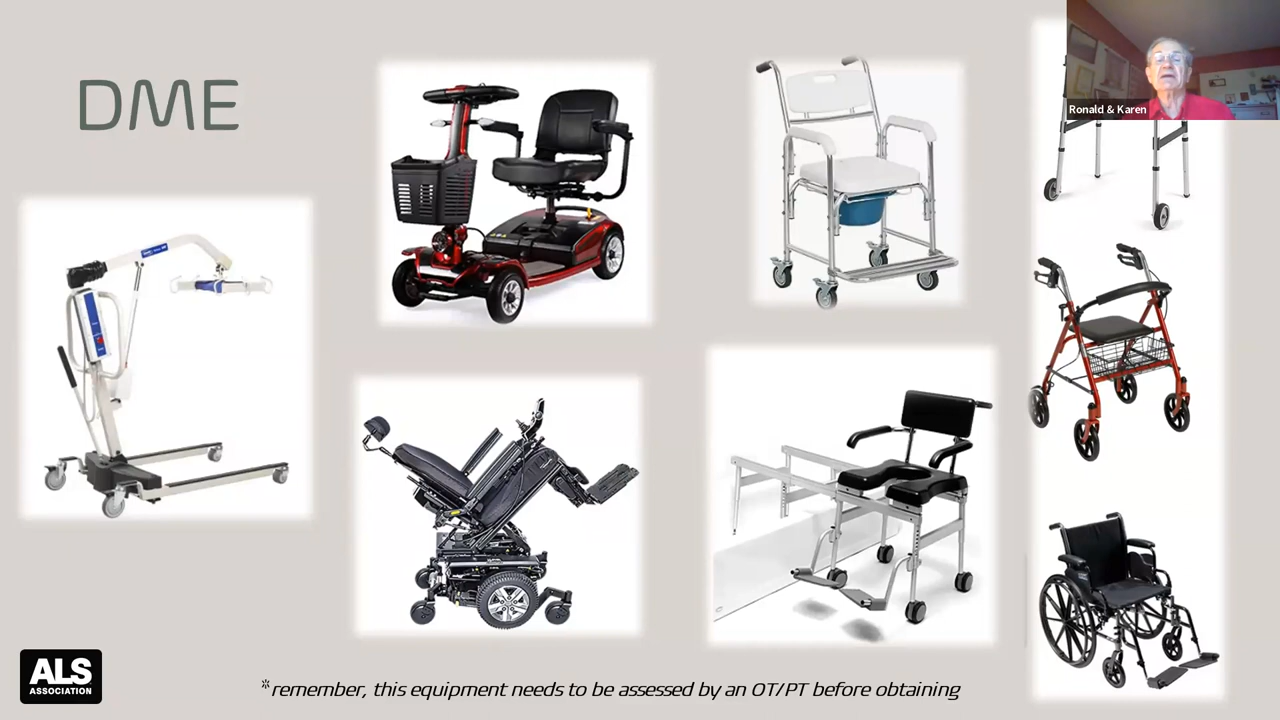 DME
Ronald & Karen
ALS
ASSOCIATION
*remember, this equipment needs to be assessed by an OT/PT before obtaining